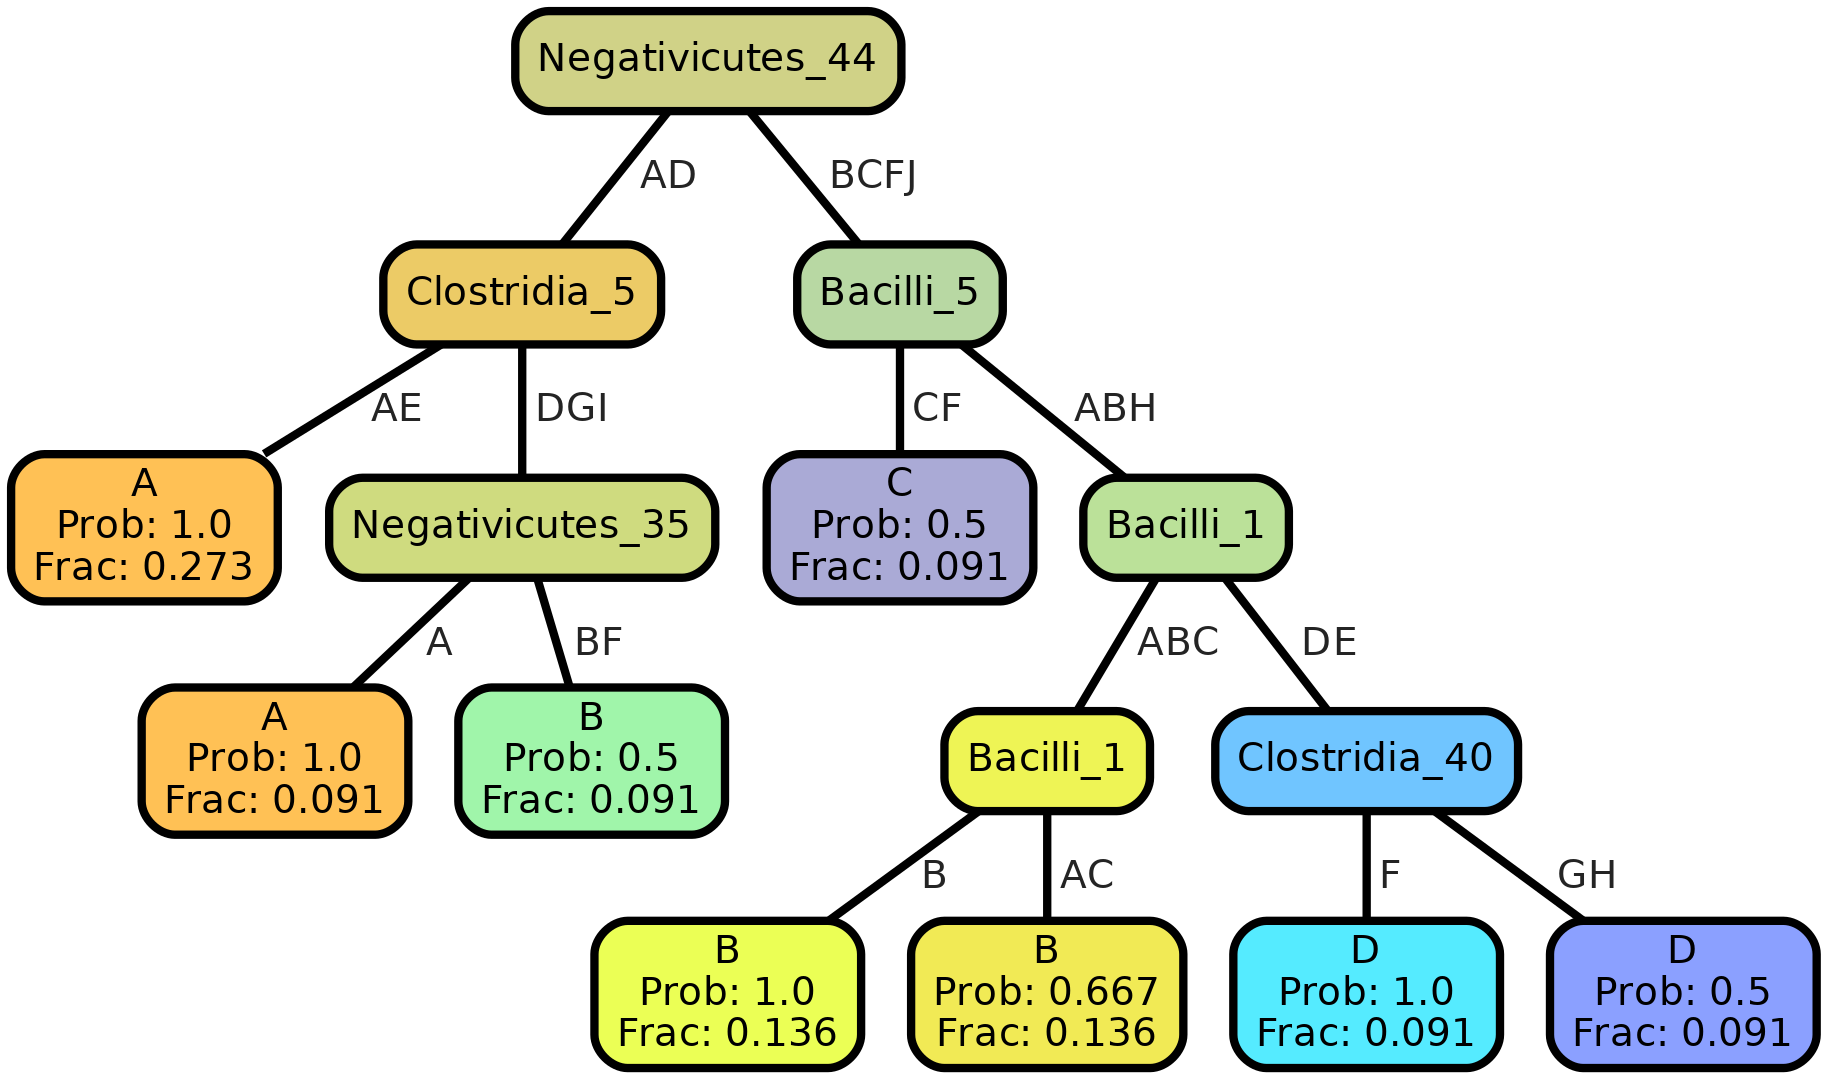 Negativicutes_44
AD
BCFJ
Clostridia_5
Bacilli_5
AE
DGI
CF
ABH
A
Prob: 1.0
Frac: 0.273
Negativicutes_35
C
Prob: 0.5
Frac: 0.091
Bacilli_1
A
BF
ABC
DE
A
Prob: 1.0
Frac: 0.091
B
Prob: 0.5
Frac: 0.091
Bacilli_1
Clostridia_40
B
AC
F
GH
B
Prob: 1.0
Frac: 0.136
B
Prob: 0.667
Frac: 0.136
D
Prob: 1.0
Frac: 0.091
D
Prob: 0.5
Frac: 0.091